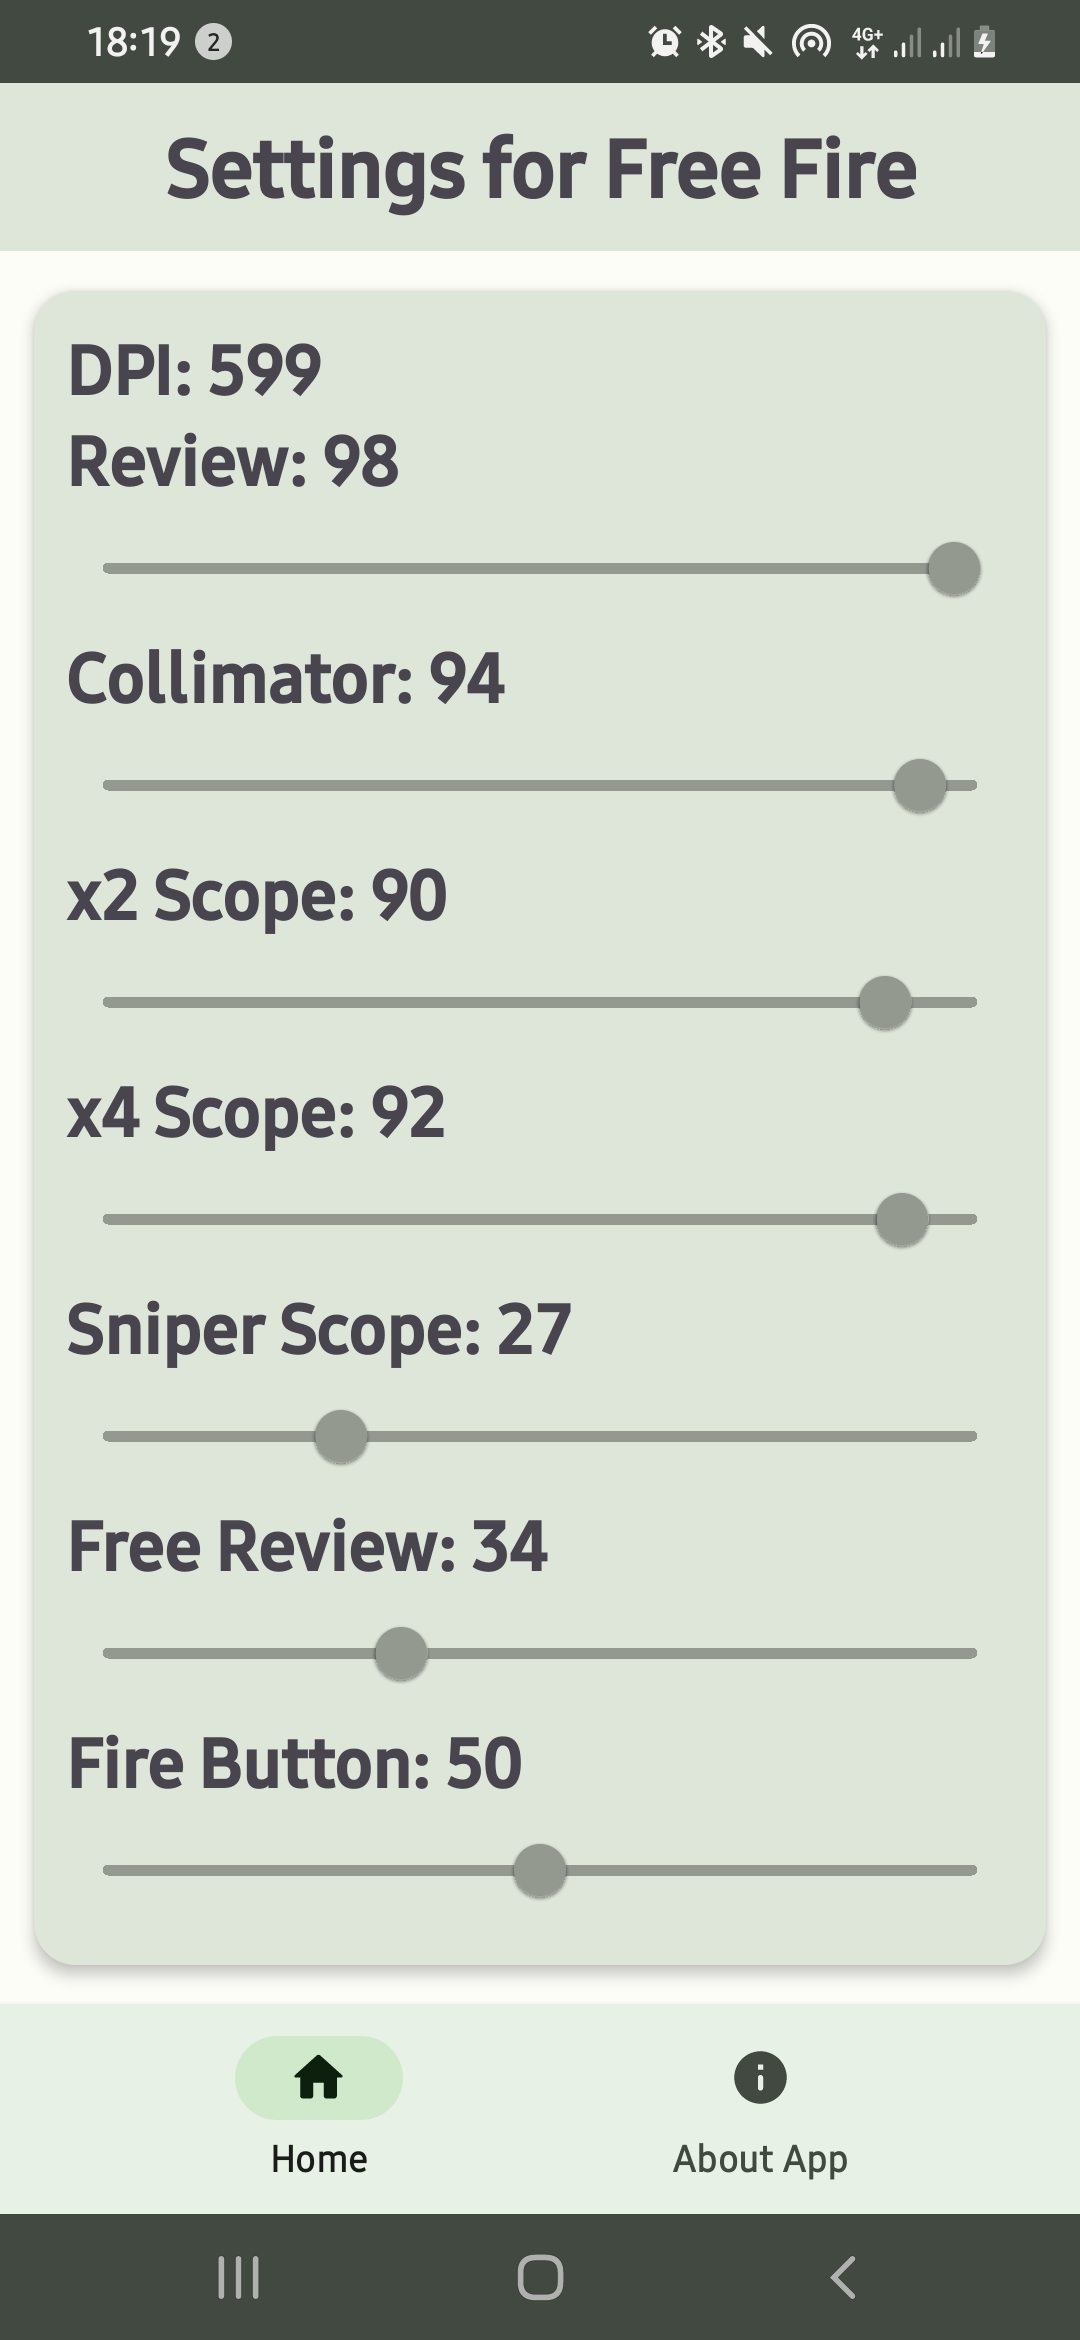 18:19 2 4G+
Settings for Free Fire
DPI: 599
Review: 98
Collimator: 94
x2 Scope: 90
x4 Scope: 92
Sniper Scope: 27
Free Review: 34
Fire Button: 50
Home About App